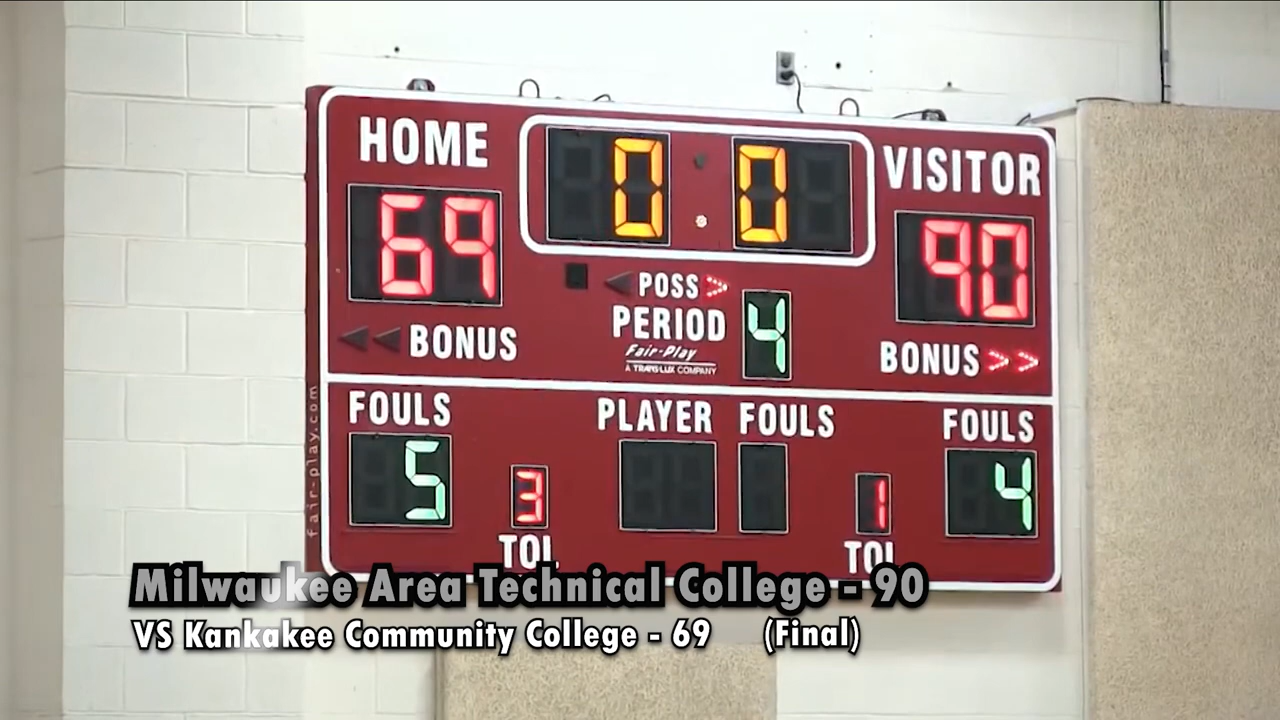 HOME
0:0
VISITOR
69
90
POSS
PERIOD 4
BONUS
BONUS
Fair-Play
A TRANS-LUX COMPANY
FOULS
PLAYER FOULS
FOULS
5
3
1
4
TOL
TOL
fair-play.com
Milwaukee Area Technical College - 90
VS Kankakee Community College - 69 (Final)